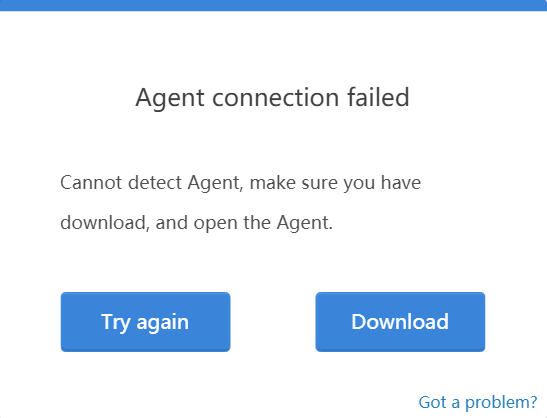 Agent connection failed
Cannot detect Agent, make sure you have
download, and open the Agent.
Try again
Download
Got a problem?